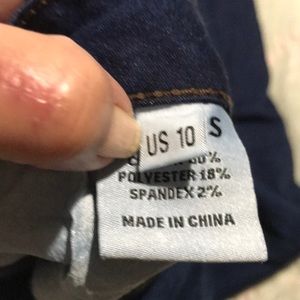 US 10 S
POLYESTER 18%
SPANDEX 2%
MADE IN CHINA